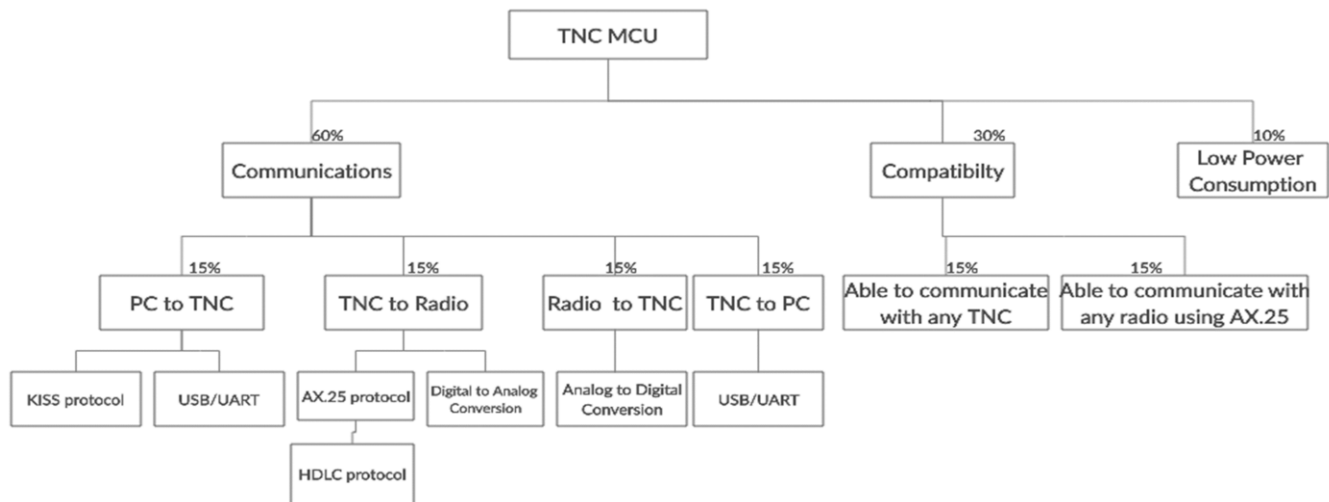 TNC MCU
60%
30%
10%
Communications
Compatibilty
Low Power
Consumption
15%
15%
15%
15%
15%
15%
PC to TNC
TNC to Radio
Radio to TNC
TNC to PC
Able to communicate
with any TNC
Able to communicate with
any radio using AX.25
KISS protocol
USB/UART
AX.25 protocol
Digital to Analog
Conversion
Analog to Digital
Conversion
USB/UART
HDLC protocol